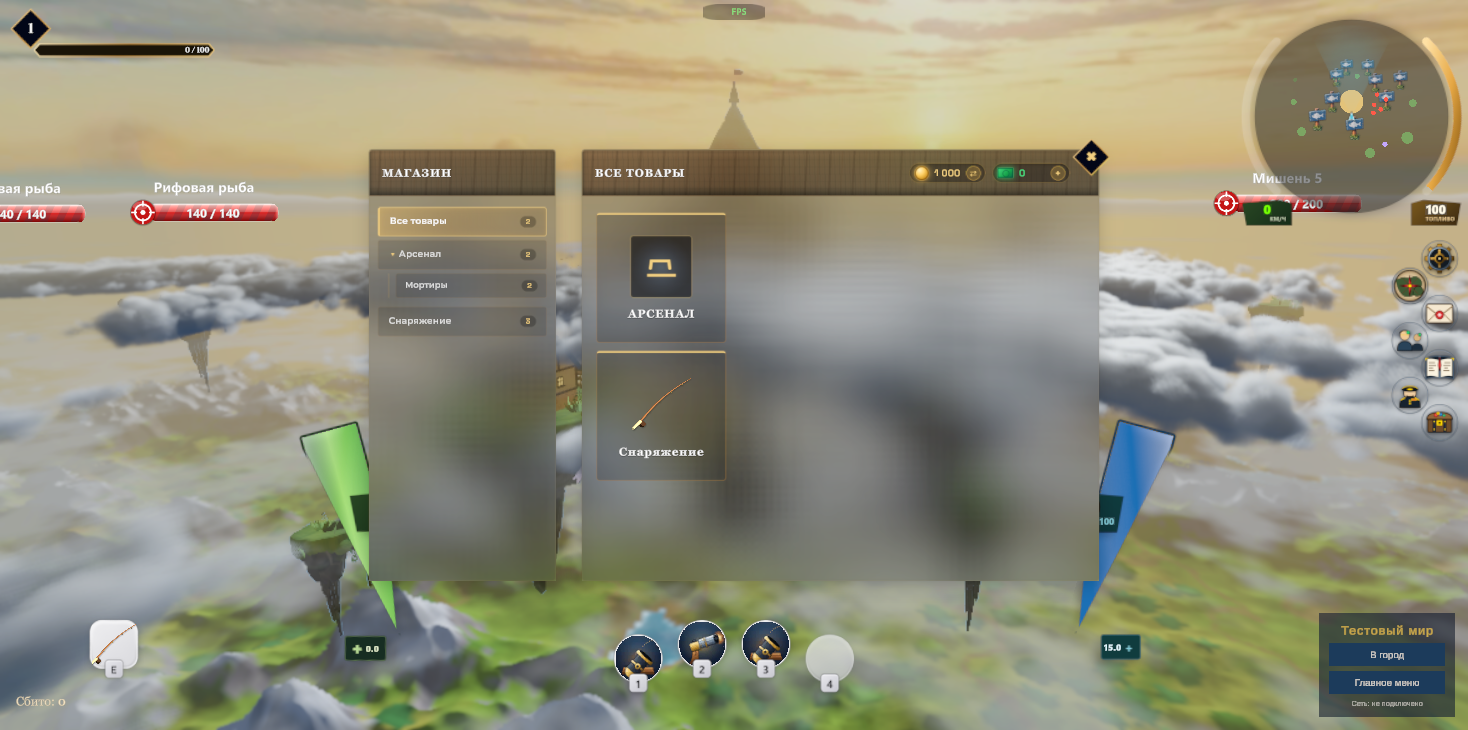 FPS
1
0 / 100
вая рыба
40 / 140
Рифовая рыба
140 / 140
МАГАЗИН
ВСЕ ТОВАРЫ
1 000
0
Мишень 5
/ 200
0
КМ/Ч
100
ТОПЛИВО
Все товары
2
Арсенал
2
Мортиры
2
Снаряжение
АРСЕНАЛ
Снаряжение
100
0.0
15.0
E
1
2
3
4
Сбито: 0
Тестовый мир
В город
Главное меню
Сеть: не подключено